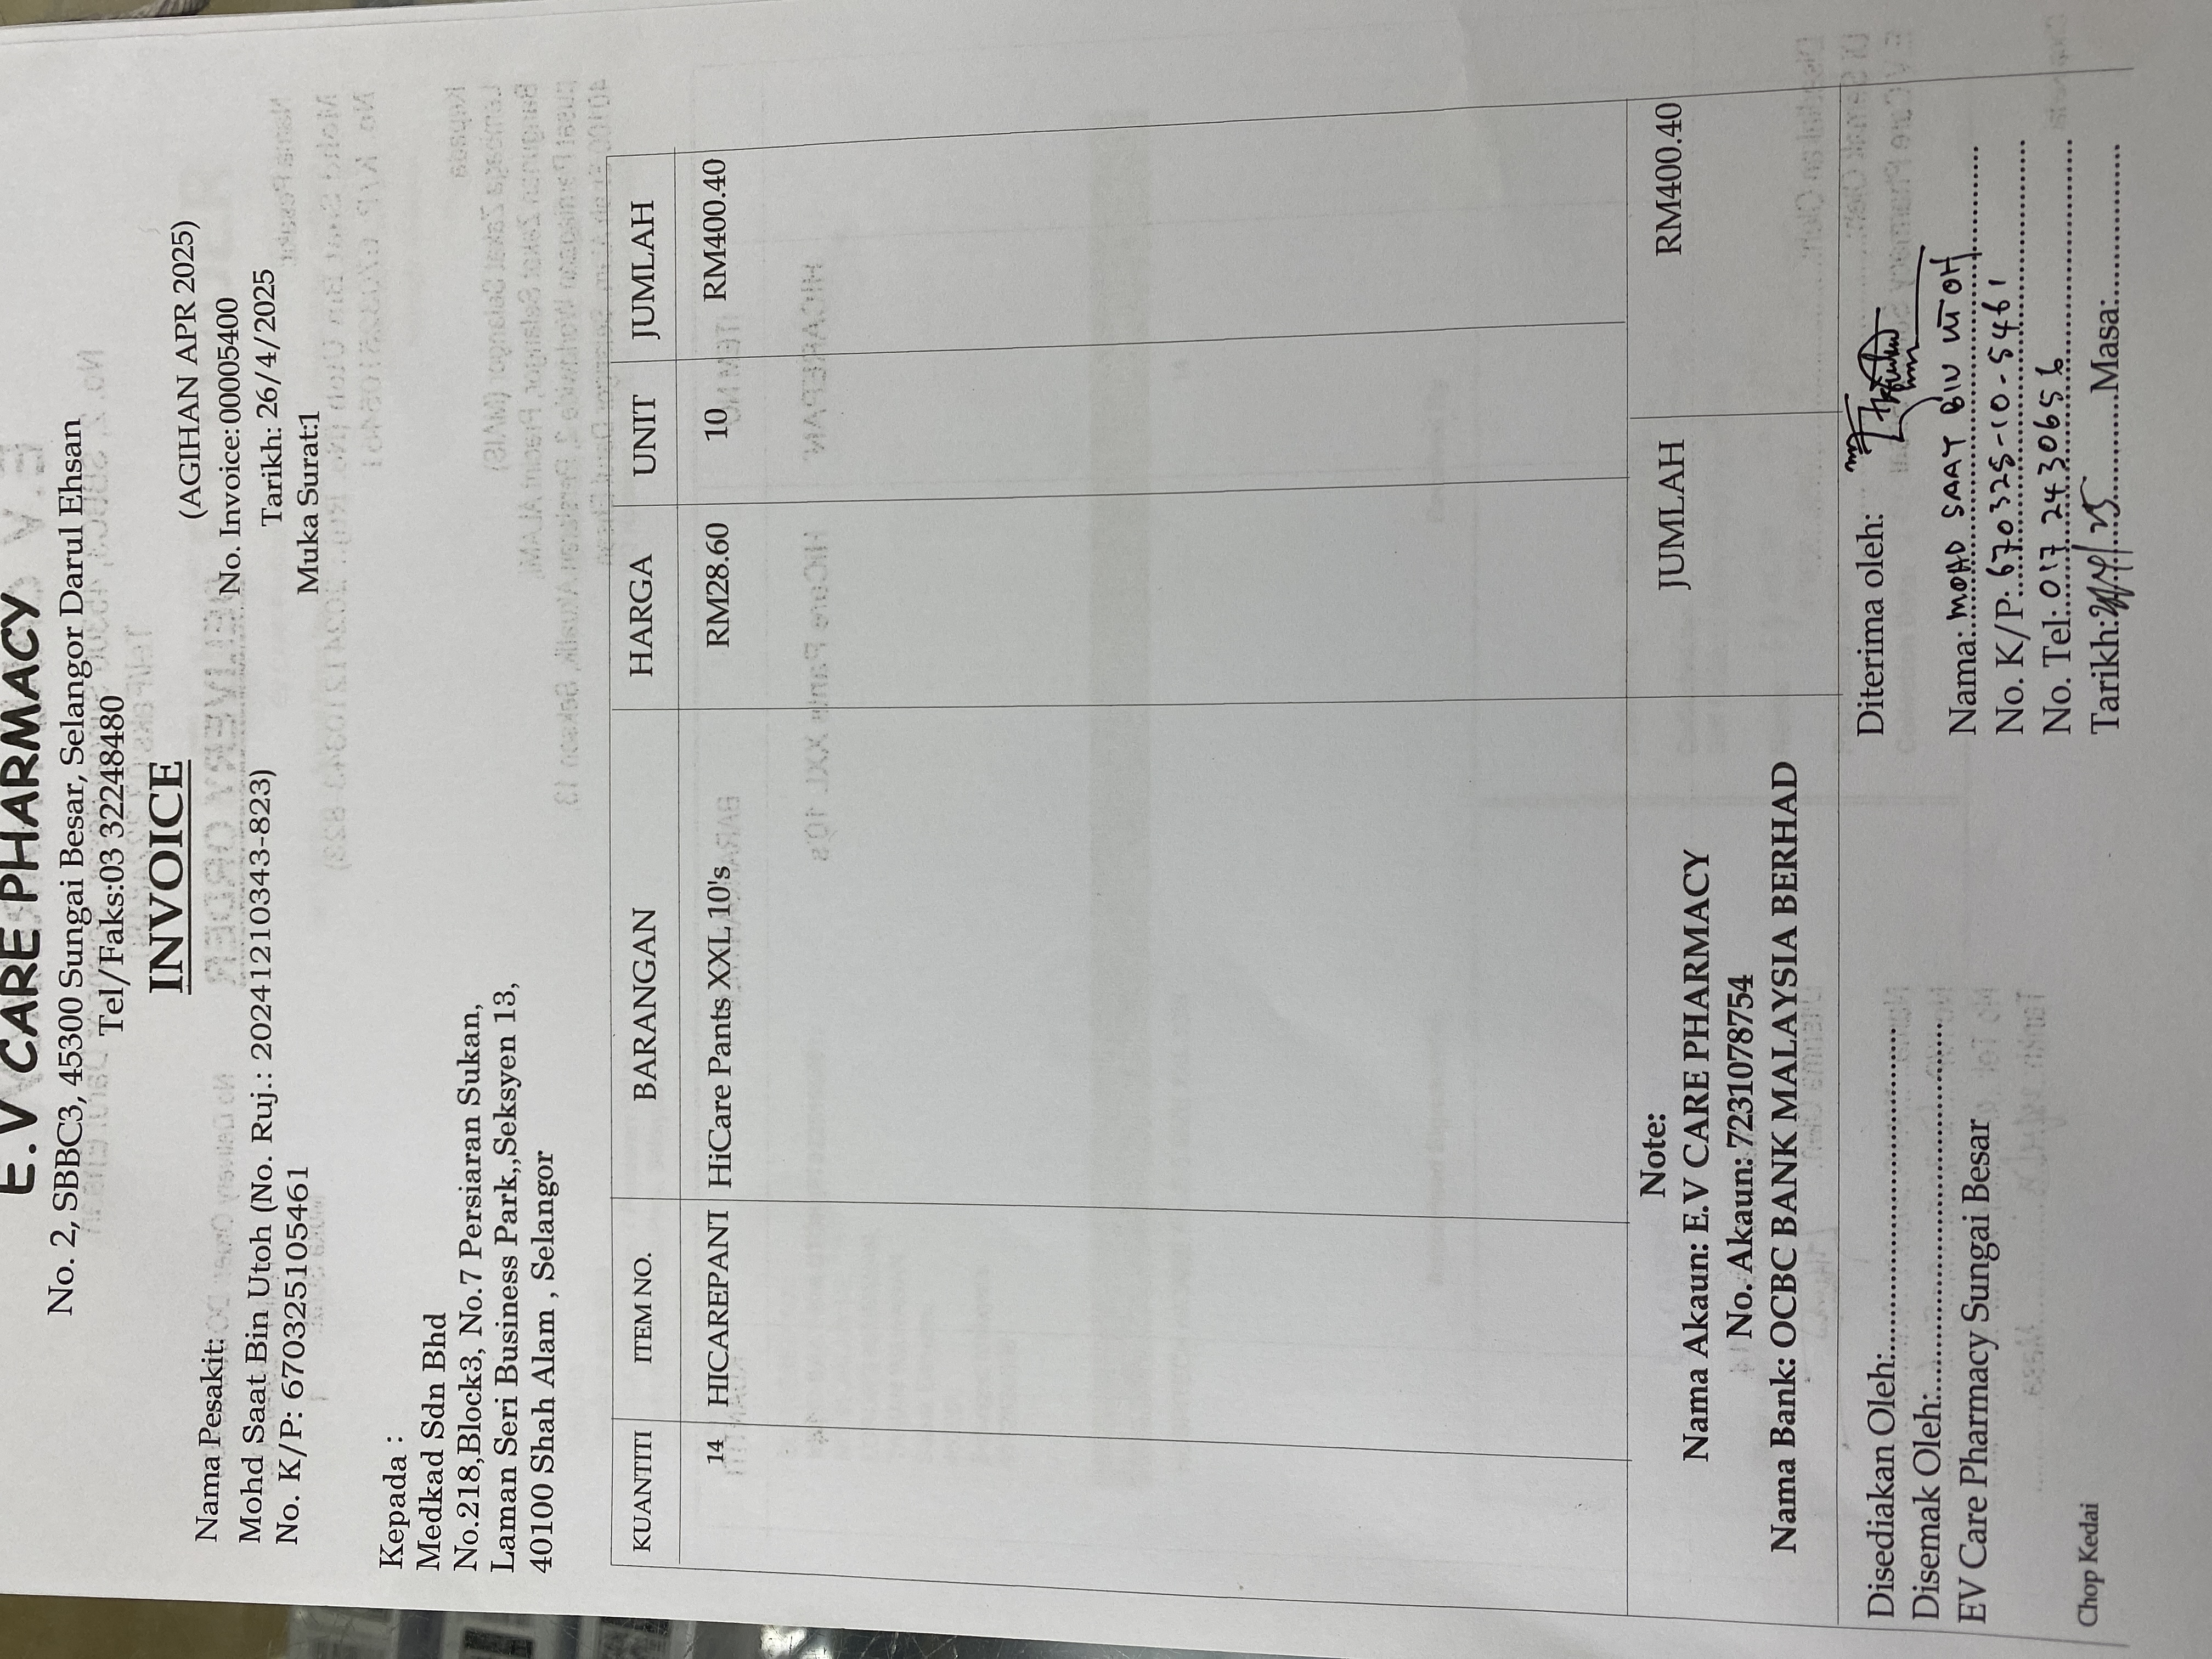 E.V CARE PHARMACY
No. 2, SBBC3, 45300 Sungai Besar, Selangor Darul Ehsan
Tel/Faks:03 32248480
INVOICE
(AGIHAN APR 2025)
Nama Pesakit:
No. Invoice: 00005400
Mohd Saat Bin Utoh (No. Ruj.: 20241210343-823)
Tarikh: 26/4/2025
No. K/P: 670325105461
Muka Surat:1
Kepada :
Medkad Sdn Bhd
No.218,Block3, No.7 Persiaran Sukan,
Laman Seri Business Park,,Seksyen 13,
40100 Shah Alam , Selangor
KUANTITI ITEM NO. BARANGAN HARGA UNIT JUMLAH
14 HICAREPANT HiCare Pants XXL 10's RM28.60 10 RM400.40
Note:
JUMLAH RM400.40
Nama Akaun: E.V CARE PHARMACY
No. Akaun: 7231078754
Nama Bank: OCBC BANK MALAYSIA BERHAD
Disediakan Oleh:
Disemak Oleh:
EV Care Pharmacy Sungai Besar
Chop Kedai
Diterima oleh:
Nama: MOHD SAAT BIN UTOH
No. K/P: 670325-10-5461
No. Tel: 017 2430656
Tarikh: Masa: